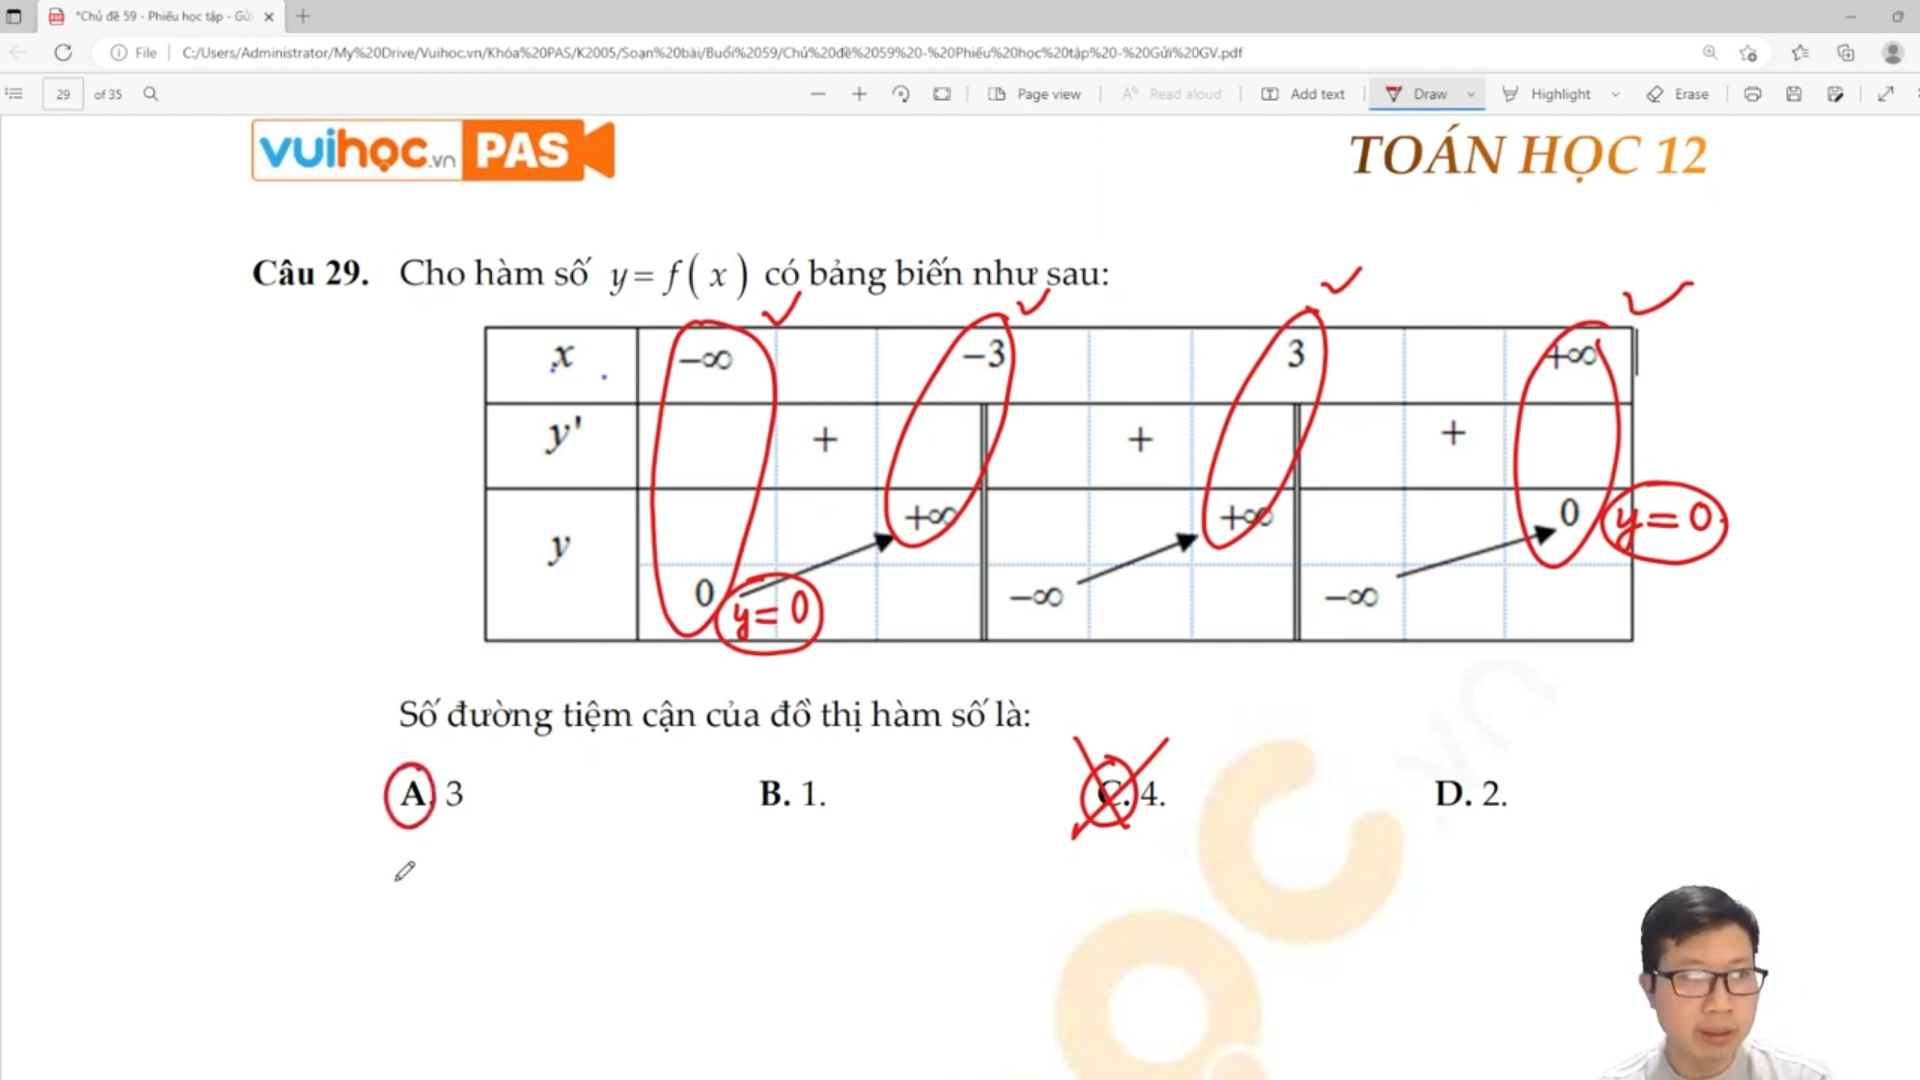 *Chủ đề 59 - Phiếu học tập - Gử
File C:/Users/Administrator/My%20Drive/Vuihoc.vn/Khóa%20PAS/K2005/Soạn%20bài/Buổi%2059/Chủ%20đề%2059%20-%20Phiếu%20học%20tập%20-%20Gửi%20GV.pdf
29 of 35 Page view Read aloud Add text Draw Highlight Erase
vuihoc.vn PAS TOÁN HỌC 12
Câu 29. Cho hàm số y = f(x) có bảng biến như sau:
x −∞ −3 3 +∞
y' + + +
+∞ +∞ 0 y = 0
y
0 y = 0 −∞ −∞
Số đường tiệm cận của đồ thị hàm số là:
A. 3 B. 1. C. 4. D. 2.